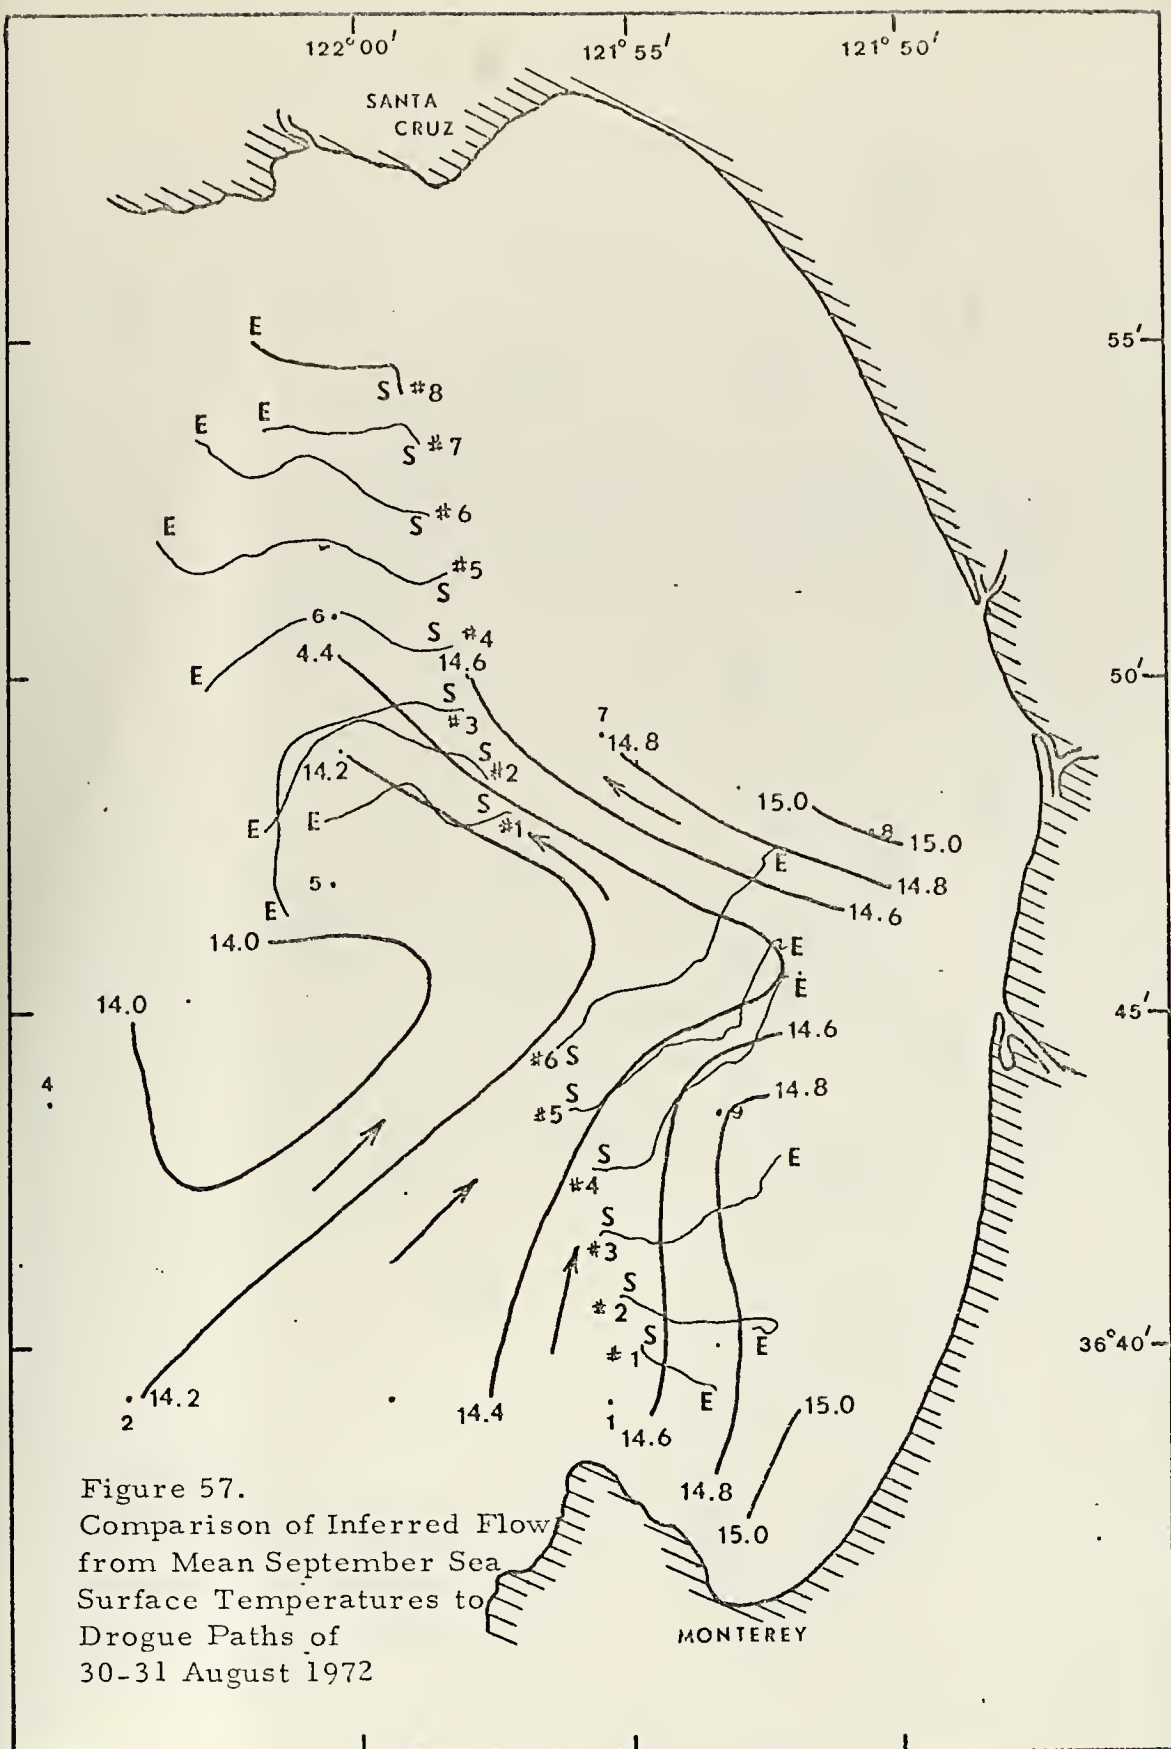 122°00′ 121°55′ 121°50′
SANTA
CRUZ
E
55′
S #8
E
E
S #7
#6
S
E
#5
S
6
S #4
4.4
14.6
E
50′
S
#3
7
14.8
S
#2
14.2
15.0
S
E
E
#1
8
15.0
E
5
14.8
E
14.6
14.0
E
14.0
E
45′
14.6
#6 S
4
S
#5
14.8
9
S
E
#4
S
#3
S
#2
S
36°40′
#1
E
E
14.2
2
14.4
1
14.6
15.0
14.8
15.0
Figure 57.
Comparison of Inferred Flow
from Mean September Sea
Surface Temperatures to
Drogue Paths of
30-31 August 1972
MONTEREY